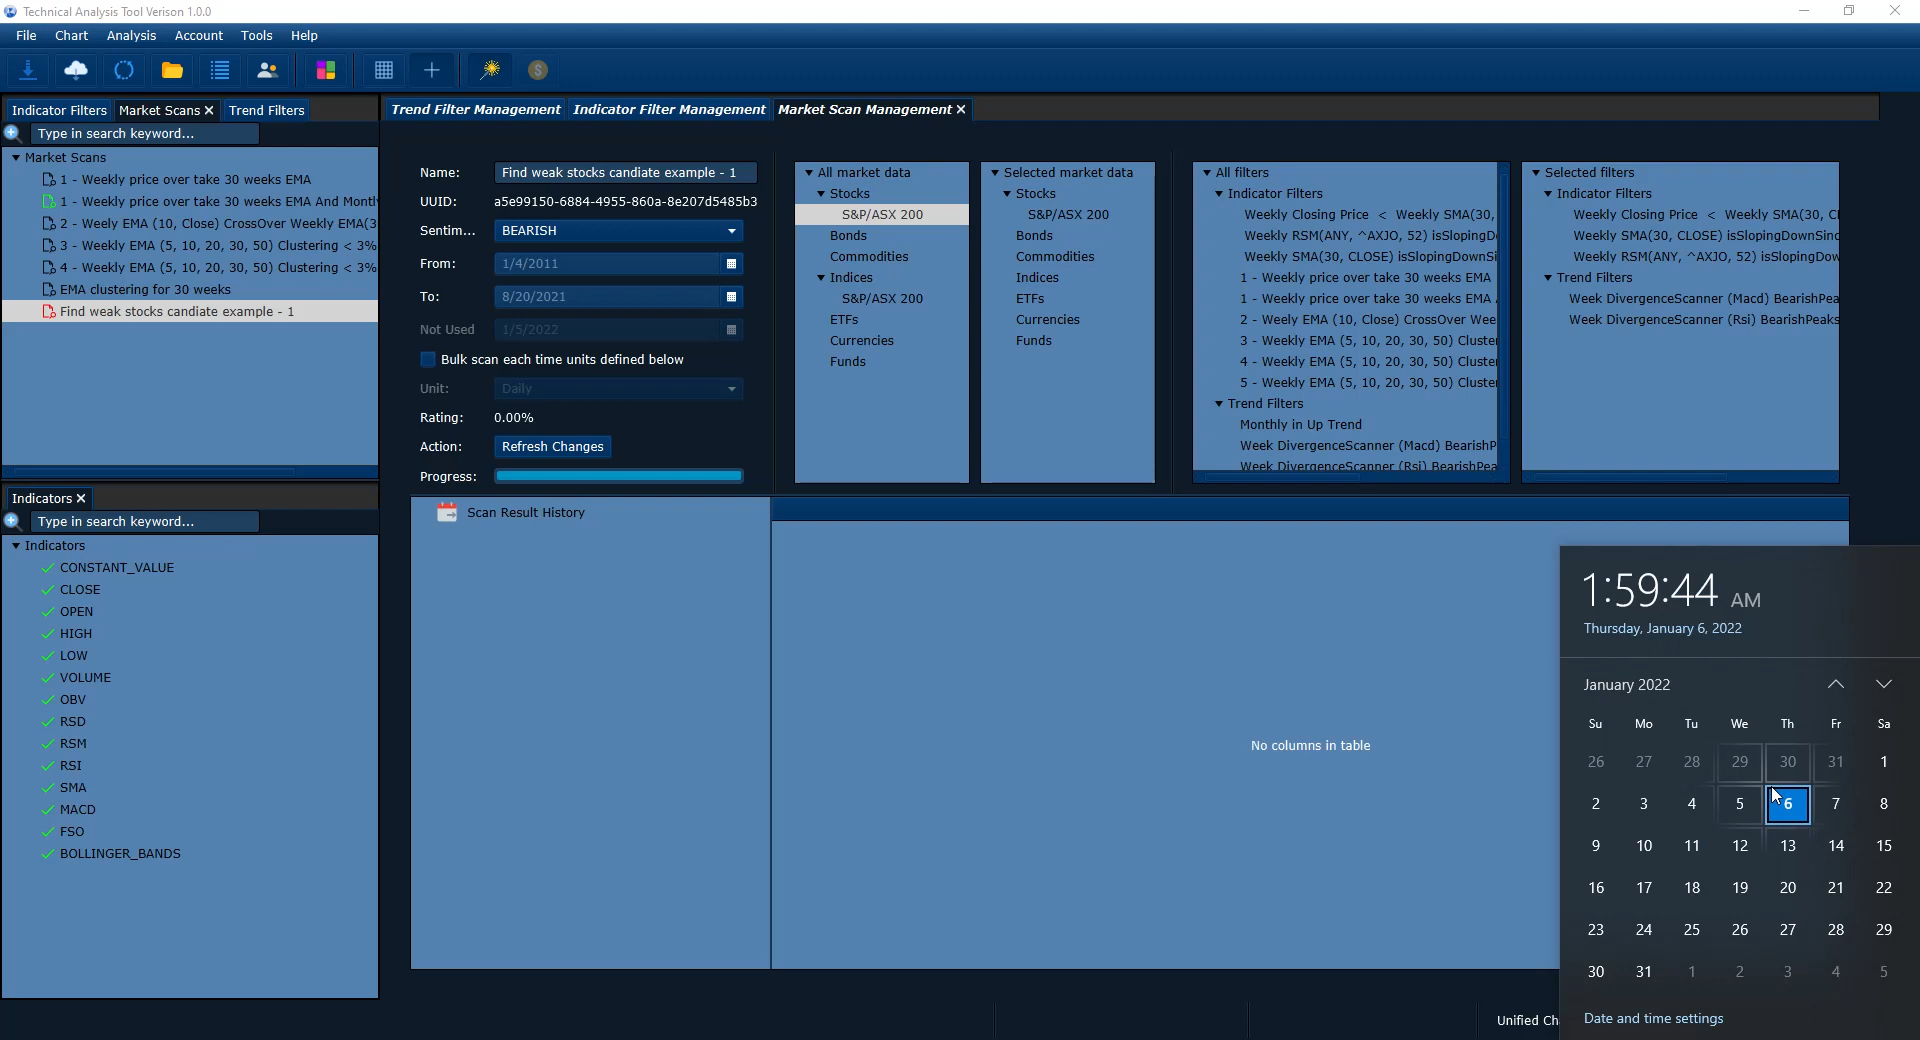 Technical Analysis Tool Verison 1.0.0
File Chart Analysis Account Tools Help
Indicator Filters Market Scans Trend Filters
Type in search keyword...
Market Scans
1 - Weekly price over take 30 weeks EMA
1 - Weekly price over take 30 weeks EMA And Montl
2 - Wely EMA (10, Close) CrossOver Weekly EMA(3
3 - Weekly EMA (5, 10, 20, 30, 50) Clustering < 3%
4 - Weekly EMA (5, 10, 20, 30, 50) Clustering < 3%
EMA clustering for 30 weeks
Find weak stocks candiate example - 1
Indicators
Type in search keyword...
Indicators
CONSTANT_VALUE
CLOSE
OPEN
HIGH
LOW
VOLUME
OBV
RSD
RSM
RSI
SMA
MACD
FSO
BOLLINGER_BANDS
Trend Filter Management Indicator Filter Management Market Scan Management
Name: Find weak stocks candiate example - 1
UUID: a5e99150-6884-4955-860a-8e207d5485b3
Sentim... BEARISH
From: 1/4/2011
To: 8/20/2021
Not Used 1/5/2022
Bulk scan each time units defined below
Unit: Daily
Rating: 0.00%
Action: Refresh Changes
Progress:
All market data
Stocks
S&P/ASX 200
Bonds
Commodities
Indices
S&P/ASX 200
ETFs
Currencies
Funds
Selected market data
Stocks
S&P/ASX 200
Bonds
Commodities
Indices
ETFs
Currencies
Funds
All filters
Indicator Filters
Weekly Closing Price < Weekly SMA(30,
Weekly RSM(ANY, ^AXJO, 52) isSlopingD
Weekly SMA(30, CLOSE) isSlopingDownSi
1 - Weekly price over take 30 weeks EMA
1 - Weekly price over take 30 weeks EMA
2 - Weely EMA (10, Close) CrossOver Wee
3 - Weekly EMA (5, 10, 20, 30, 50) Cluste
4 - Weekly EMA (5, 10, 20, 30, 50) Cluste
5 - Weekly EMA (5, 10, 20, 30, 50) Cluste
Trend Filters
Monthly in Up Trend
Week DivergenceScanner (Macd) BearishP
Week DivergenceScanner (Rsi) BearishPea
Selected filters
Indicator Filters
Weekly Closing Price < Weekly SMA(30, Cl
Weekly SMA(30, CLOSE) isSlopingDownSinc
Weekly RSM(ANY, ^AXJO, 52) isSlopingDow
Trend Filters
Week DivergenceScanner (Macd) BearishPea
Week DivergenceScanner (Rsi) BearishPeaks
Scan Result History
No columns in table
Unified Ch
1:59:44 AM
Thursday, January 6, 2022
January 2022
Su Mo Tu We Th Fr Sa
26 27 28 29 30 31 1
2 3 4 5 6 7 8
9 10 11 12 13 14 15
16 17 18 19 20 21 22
23 24 25 26 27 28 29
30 31 1 2 3 4 5
Date and time settings